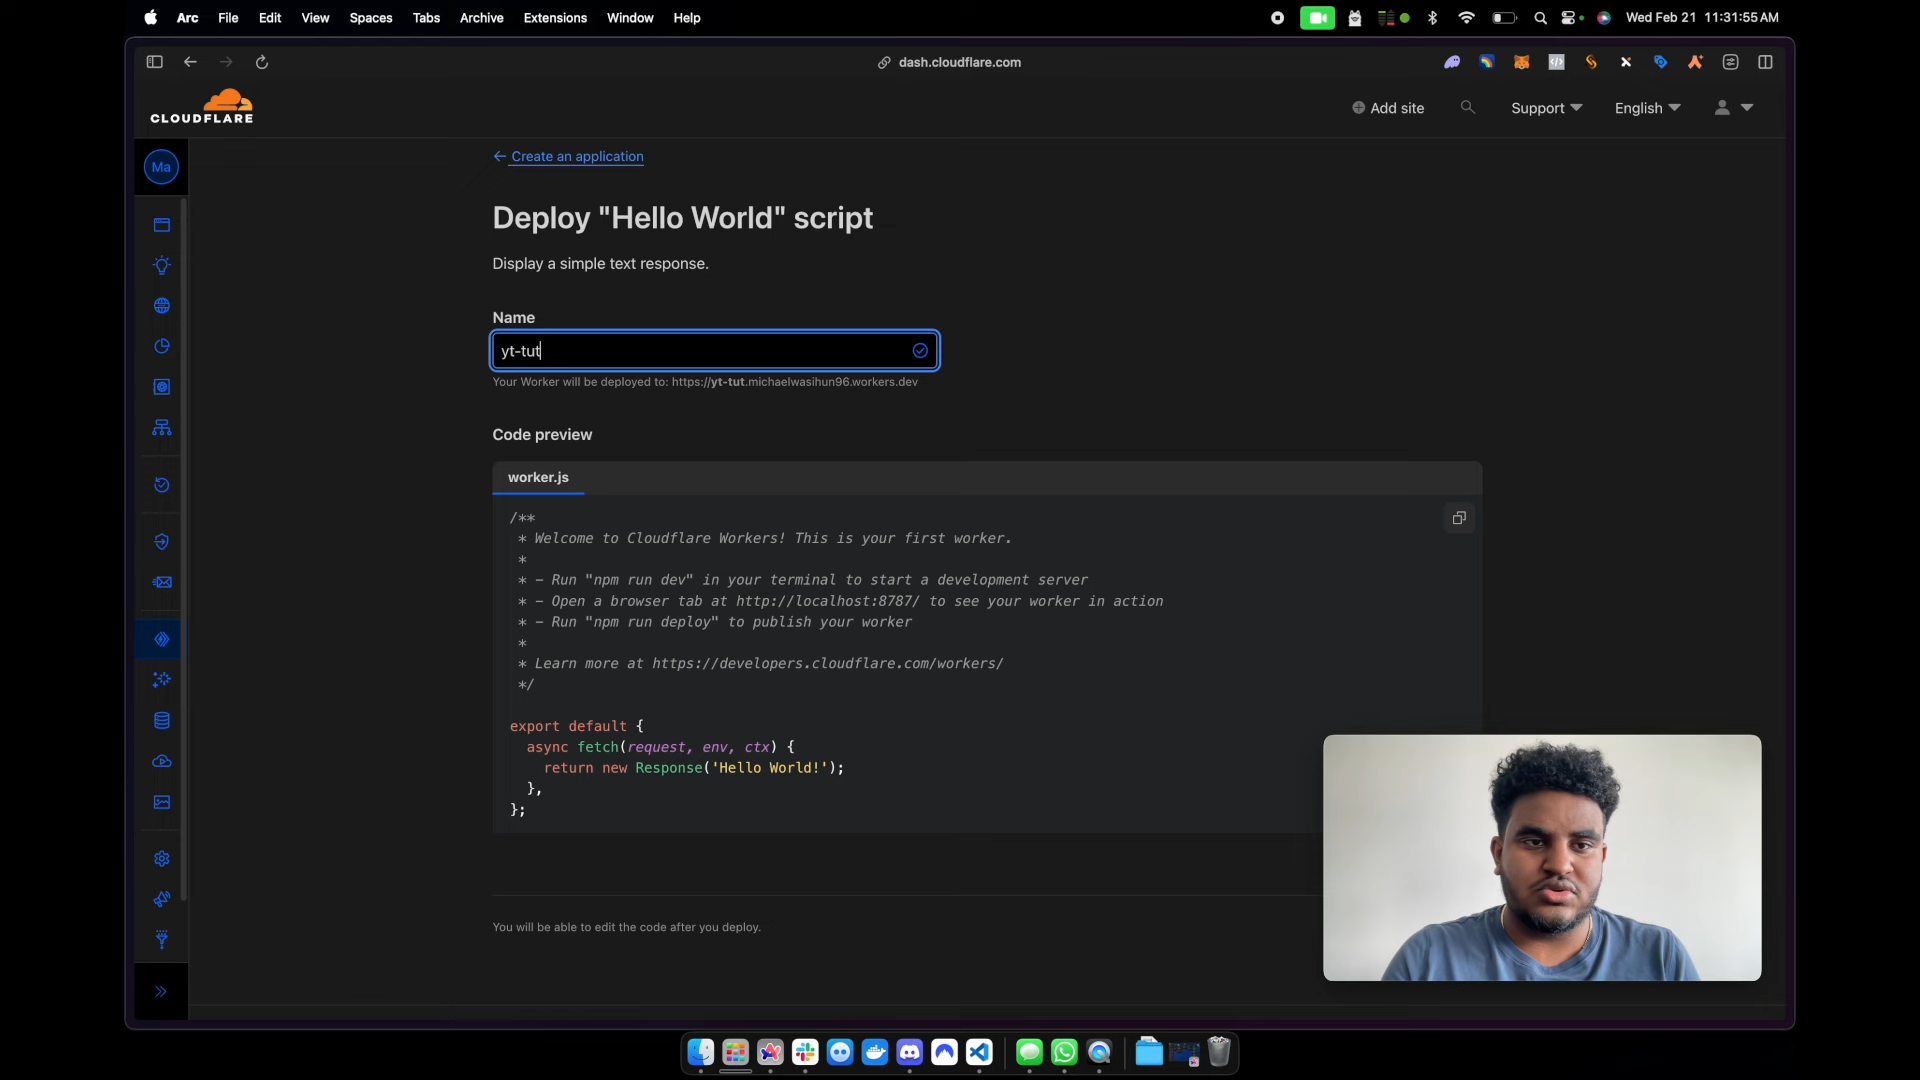 Arc File Edit View Spaces Tabs Archive Extensions Window Help
Wed Feb 21 11:31:55 AM
dash.cloudflare.com
CLOUDFLARE
Add site
Support
English
Ma
← Create an application
Deploy "Hello World" script
Display a simple text response.
Name
yt-tut
Your Worker will be deployed to: https://yt-tut.michaelwasihun96.workers.dev
Code preview
worker.js
/**
* Welcome to Cloudflare Workers! This is your first worker.
*
* - Run "npm run dev" in your terminal to start a development server
* - Open a browser tab at http://localhost:8787/ to see your worker in action
* - Run "npm run deploy" to publish your worker
*
* Learn more at https://developers.cloudflare.com/workers/
*/
export default {
async fetch(request, env, ctx) {
return new Response('Hello World!');
},
};
You will be able to edit the code after you deploy.